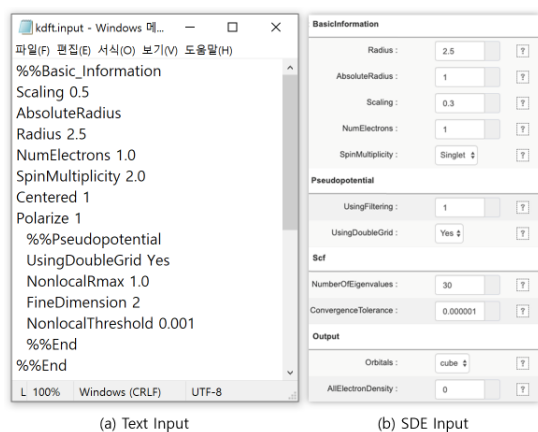 kdft.input - Windows 메...
파일(F) 편집(E) 서식(O) 보기(V) 도움말(H)
%%Basic_Information
Scaling 0.5
AbsoluteRadius
Radius 2.5
NumElectrons 1.0
SpinMultiplicity 2.0
Centered 1
Polarize 1
%%Pseudopotential
UsingDoubleGrid Yes
NonlocalRmax 1.0
FineDimension 2
NonlocalThreshold 0.001
%%End
%%End
L 100% Windows (CRLF) UTF-8
(a) Text Input
BasicInformation
Radius : 2.5 ?
AbsoluteRadius : 1 ?
Scaling : 0.3 ?
NumElectrons : 1 ?
SpinMultiplicity : Singlet ?
Pseudopotential
UsingFiltering : 1 ?
UsingDoubleGrid : Yes ?
Scf
NumberOfEigenvalues : 30 ?
ConvergenceTolerance : 0.000001 ?
Output
Orbitals : cube ?
AllElectronDensity : 0 ?
(b) SDE Input